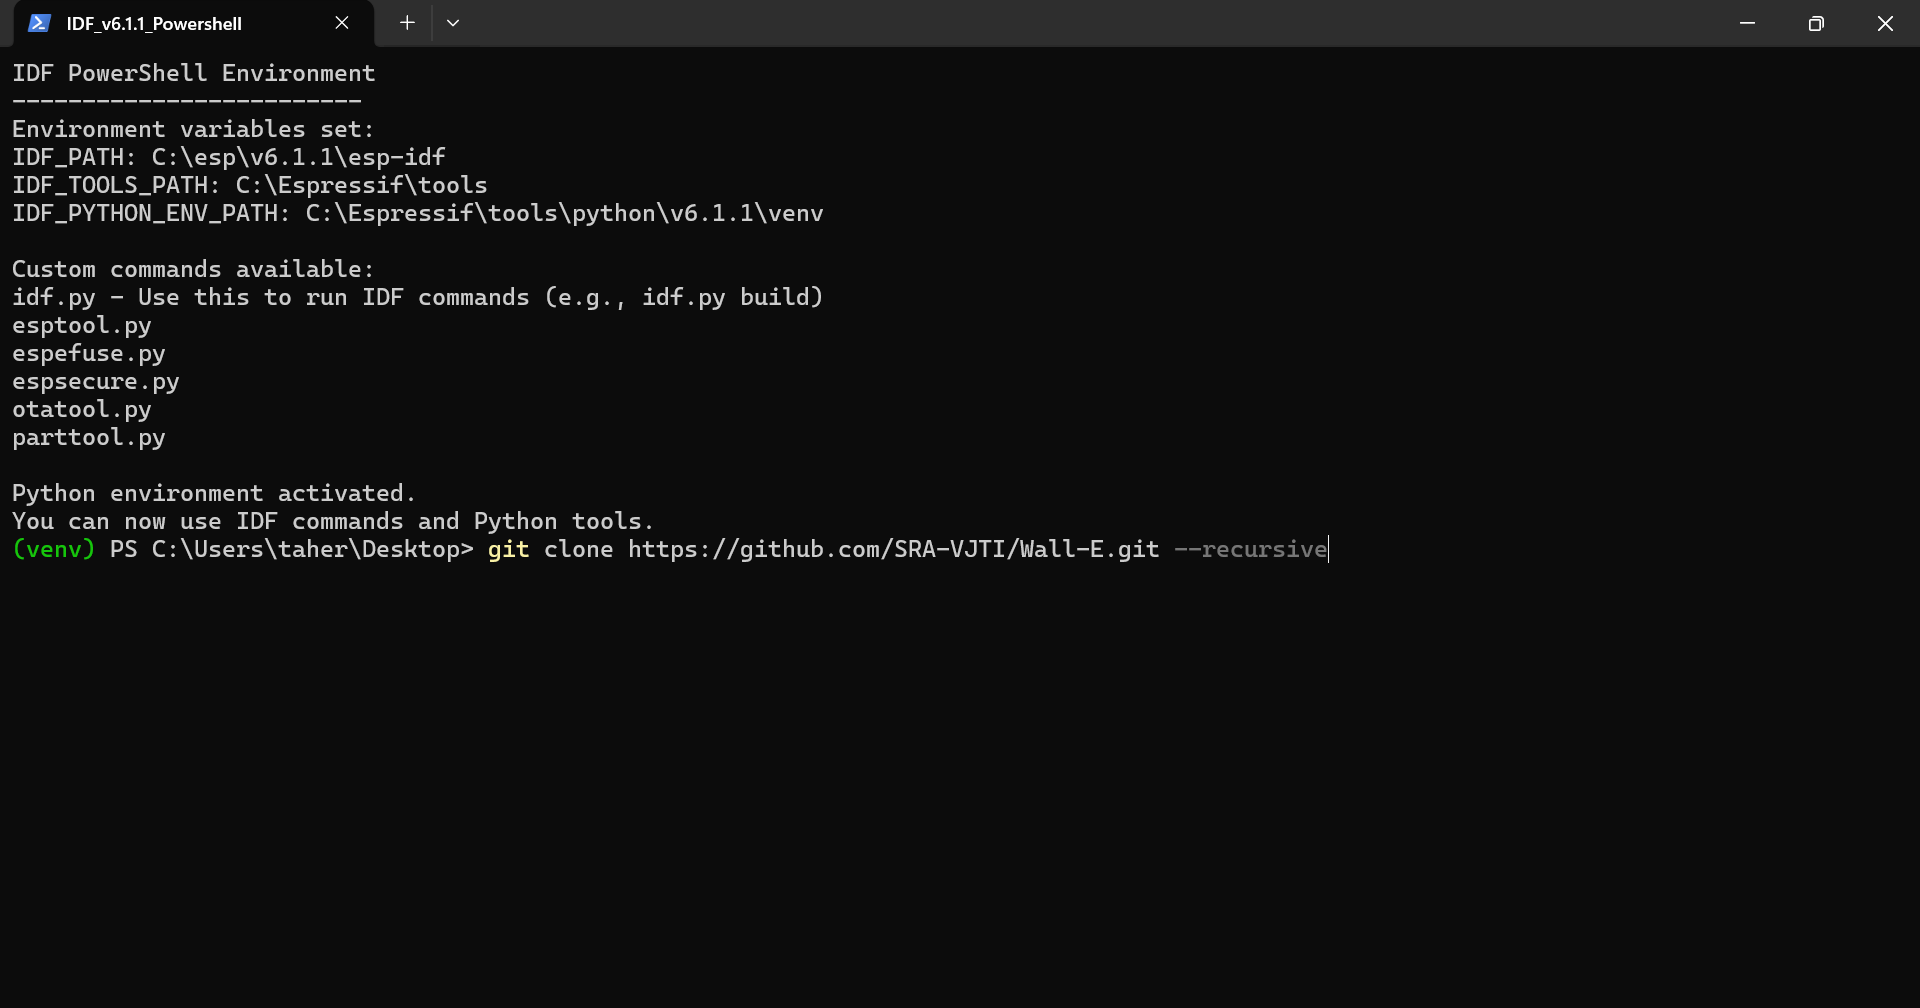 IDF_v6.1.1_Powershell
IDF PowerShell Environment
-------------------------
Environment variables set:
IDF_PATH: C:\esp\v6.1.1\esp-idf
IDF_TOOLS_PATH: C:\Espressif\tools
IDF_PYTHON_ENV_PATH: C:\Espressif\tools\python\v6.1.1\venv
Custom commands available:
idf.py - Use this to run IDF commands (e.g., idf.py build)
esptool.py
espefuse.py
espsecure.py
otatool.py
parttool.py
Python environment activated.
You can now use IDF commands and Python tools.
(venv) PS C:\Users\taher\Desktop> git clone https://github.com/SRA-VJTI/Wall-E.git --recursive